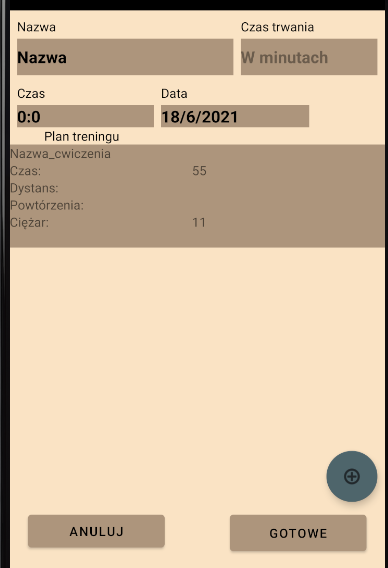 Nazwa Czas trwania
Nazwa W minutach
Czas Data
0:0 18/6/2021
Plan treningu
Nazwa_cwiczenia
Czas: 55
Dystans:
Powtórzenia:
Ciężar: 11
ANULUJ GOTOWE